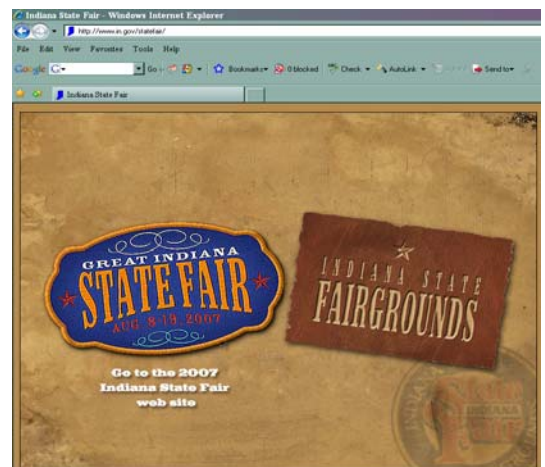 Indiana State Fair - Windows Internet Explorer
http://www.in.gov/statefair/
File Edit View Favorites Tools Help
Google G Go Bookmarks 0 blocked Check AutoLink Send to
Indiana State Fair
GREAT INDIANA
STATE FAIR
AUG 8-19, 2007
INDIANA STATE
FAIRGROUNDS
Go to the 2007
Indiana State Fair
web site
INDIANA